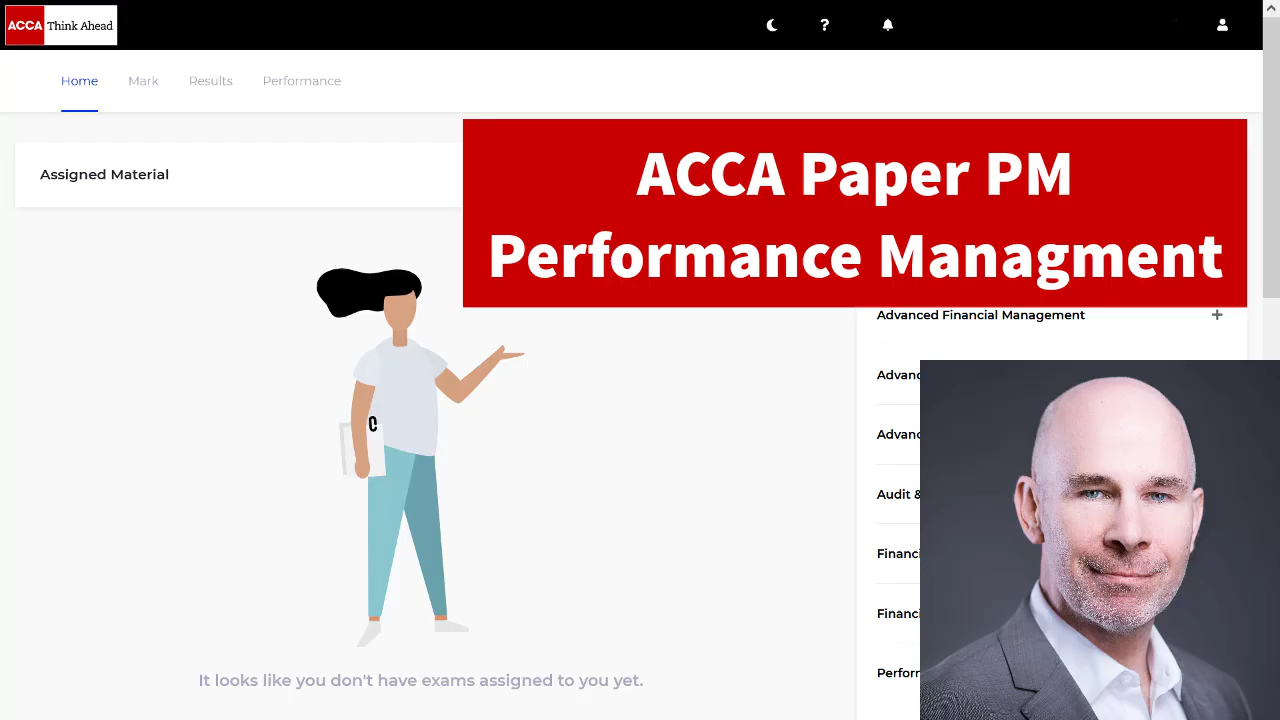 ACCA Think Ahead
Home Mark Results Performance
Assigned Material
ACCA Paper PM
Performance Managment
Advanced Financial Management
Audit &
It looks like you don't have exams assigned to you yet.